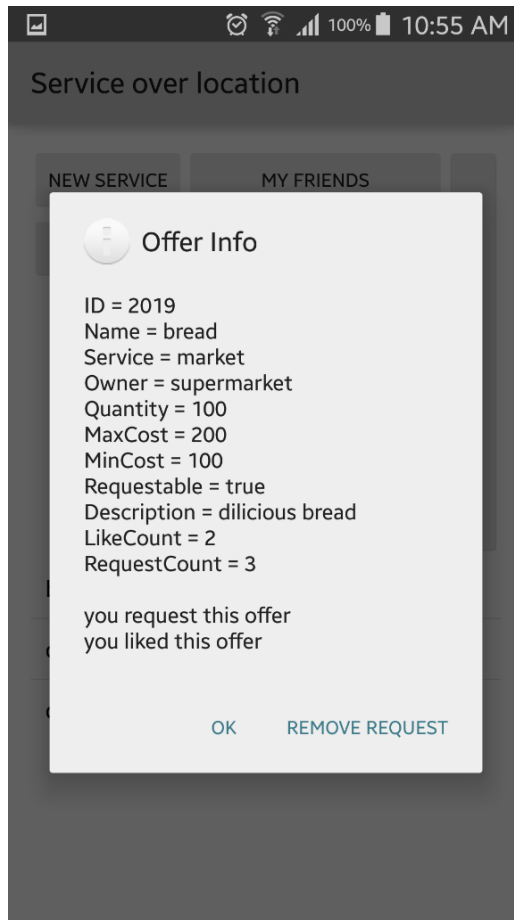 100% 10:55 AM
Service over location
NEW SERVICE MY FRIENDS
Offer Info
ID = 2019
Name = bread
Service = market
Owner = supermarket
Quantity = 100
MaxCost = 200
MinCost = 100
Requestable = true
Description = dilicious bread
LikeCount = 2
RequestCount = 3
you request this offer
you liked this offer
OK REMOVE REQUEST